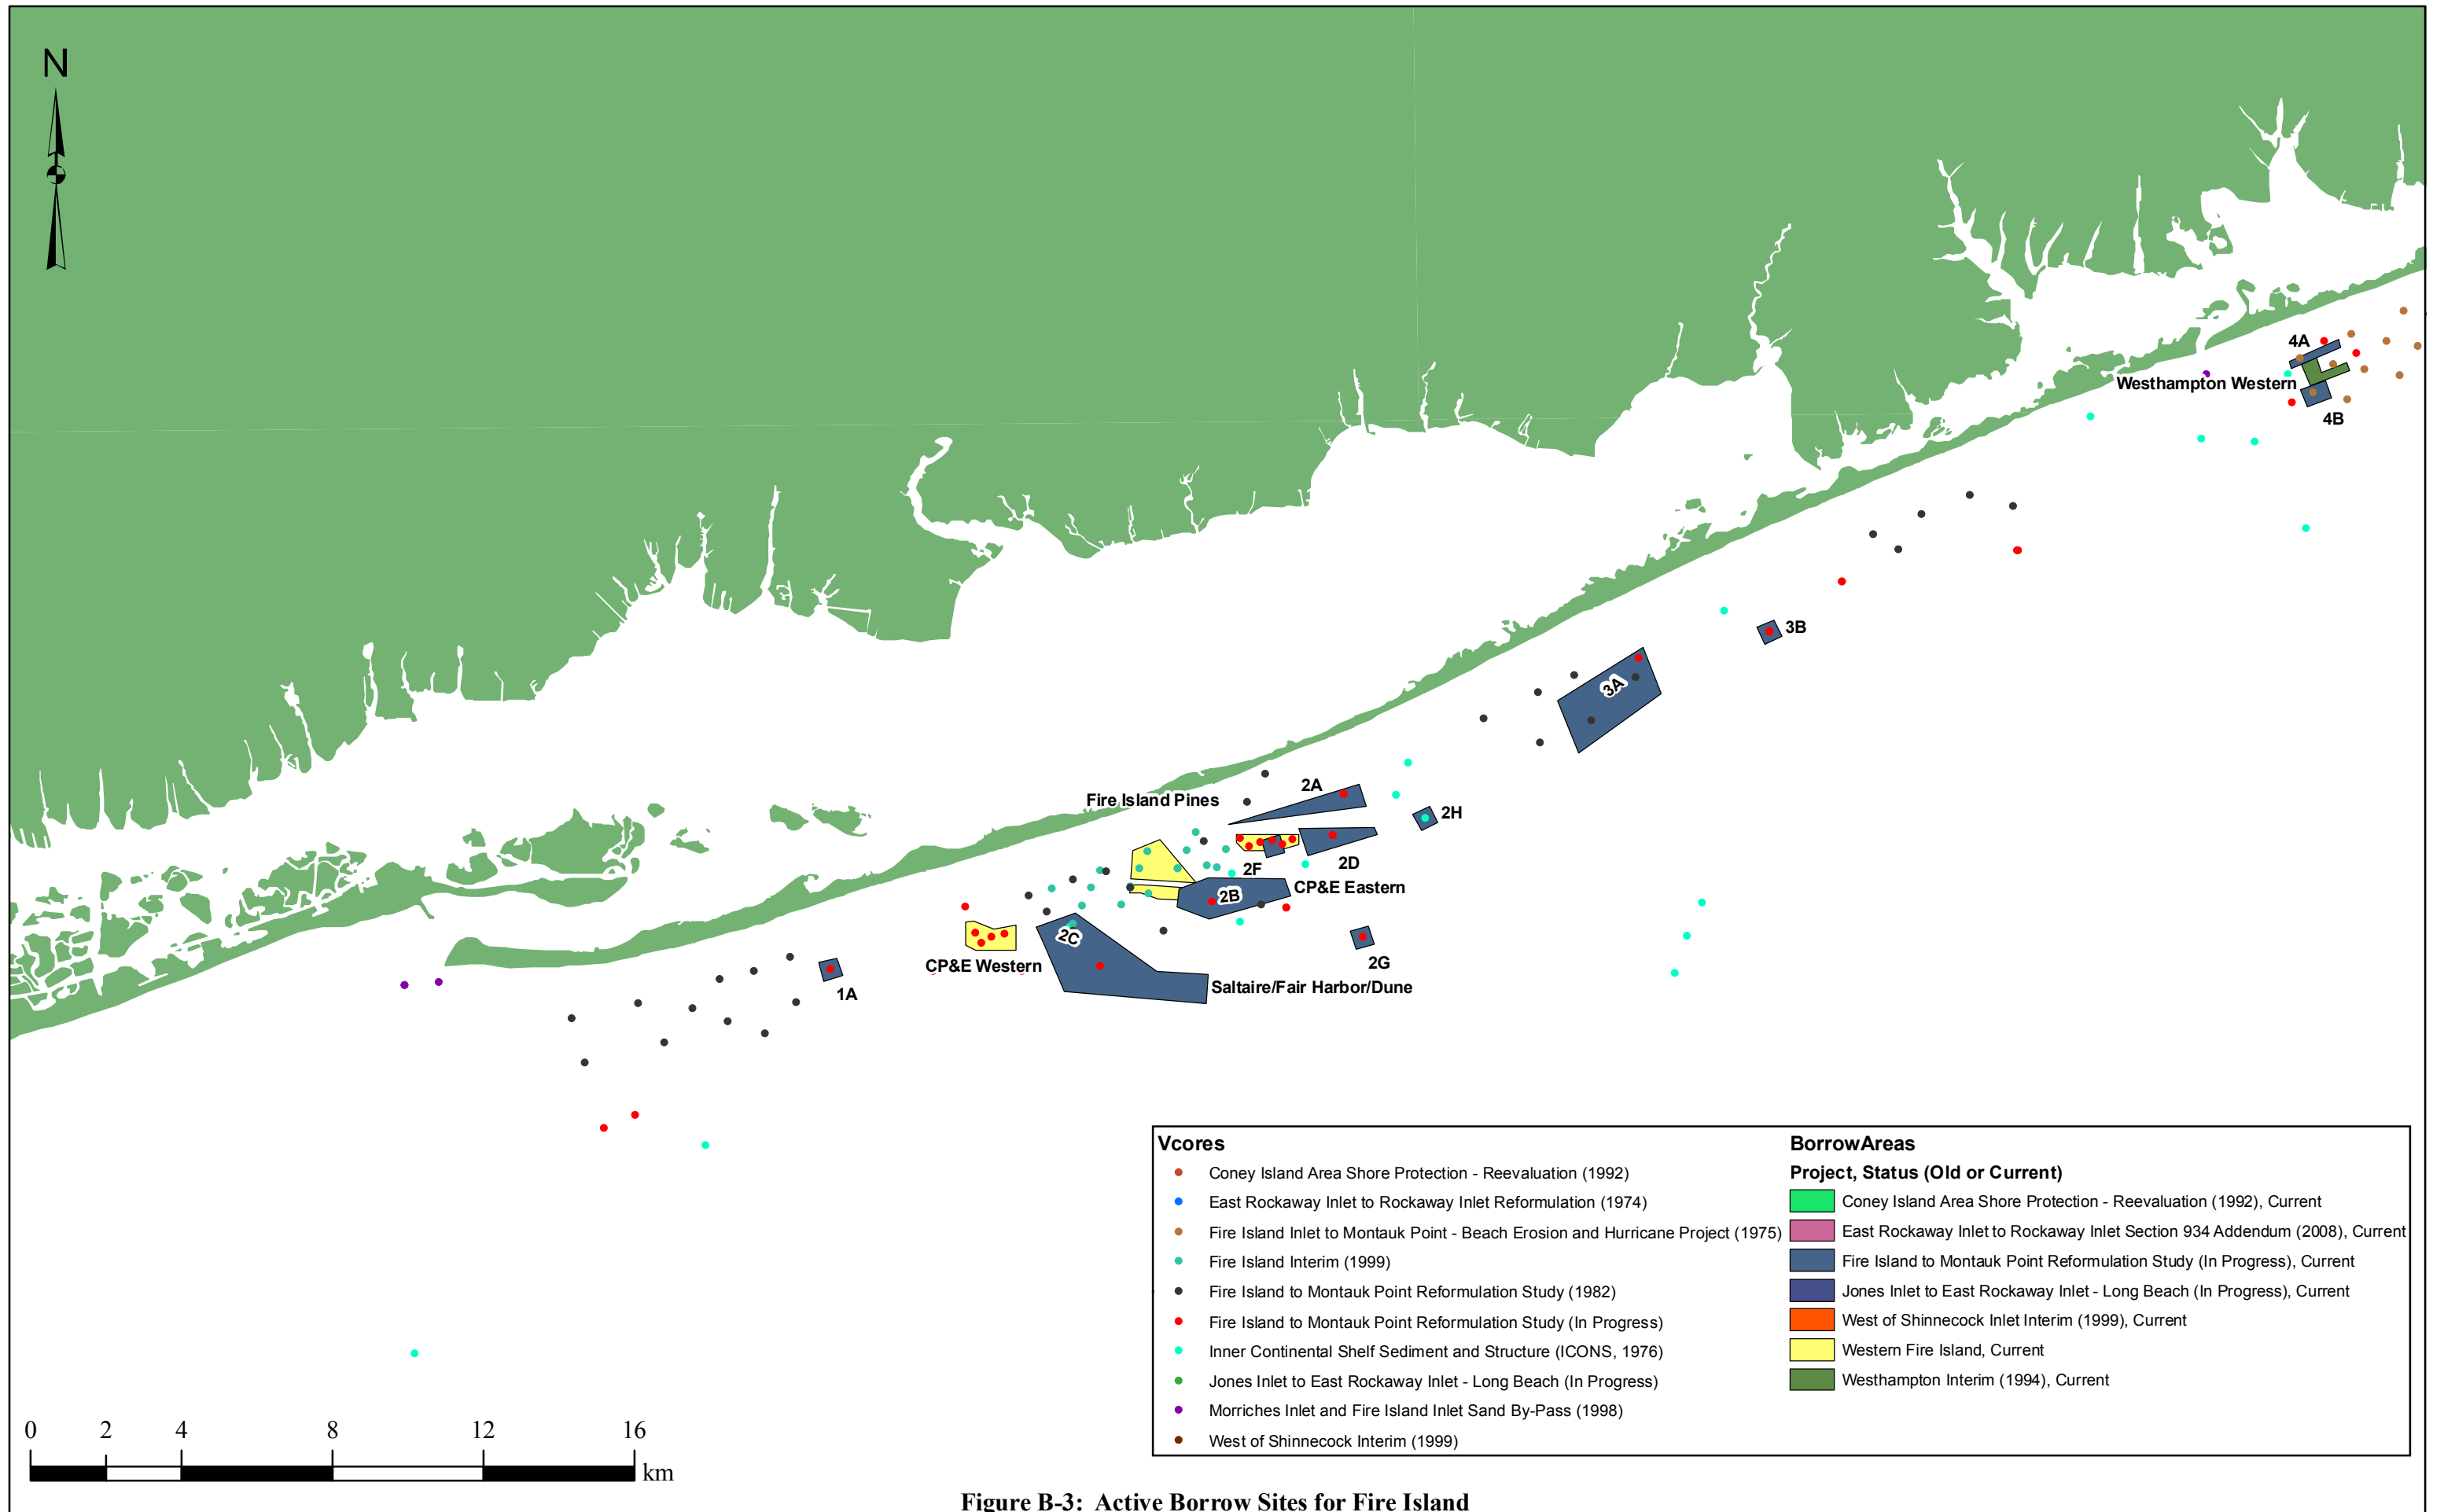 N
4A
Westhampton Western
4B
3B
3A
2A
Fire Island Pines
2H
2F
2D
CP&E Eastern
2B
2C
2G
CP&E Western
Saltaire/Fair Harbor/Dune
1A
Vcores
Coney Island Area Shore Protection - Reevaluation (1992)
East Rockaway Inlet to Rockaway Inlet Reformulation (1974)
Fire Island Inlet to Montauk Point - Beach Erosion and Hurricane Project (1975)
Fire Island Interim (1999)
Fire Island to Montauk Point Reformulation Study (1982)
Fire Island to Montauk Point Reformulation Study (In Progress)
Inner Continental Shelf Sediment and Structure (ICONS, 1976)
Jones Inlet to East Rockaway Inlet - Long Beach (In Progress)
Morriches Inlet and Fire Island Inlet Sand By-Pass (1998)
West of Shinnecock Interim (1999)
BorrowAreas
Project, Status (Old or Current)
Coney Island Area Shore Protection - Reevaluation (1992), Current
East Rockaway Inlet to Rockaway Inlet Section 934 Addendum (2008), Current
Fire Island to Montauk Point Reformulation Study (In Progress), Current
Jones Inlet to East Rockaway Inlet - Long Beach (In Progress), Current
West of Shinnecock Inlet Interim (1999), Current
Western Fire Island, Current
Westhampton Interim (1994), Current
0 2 4 8 12 16
km
Figure B-3: Active Borrow Sites for Fire Island